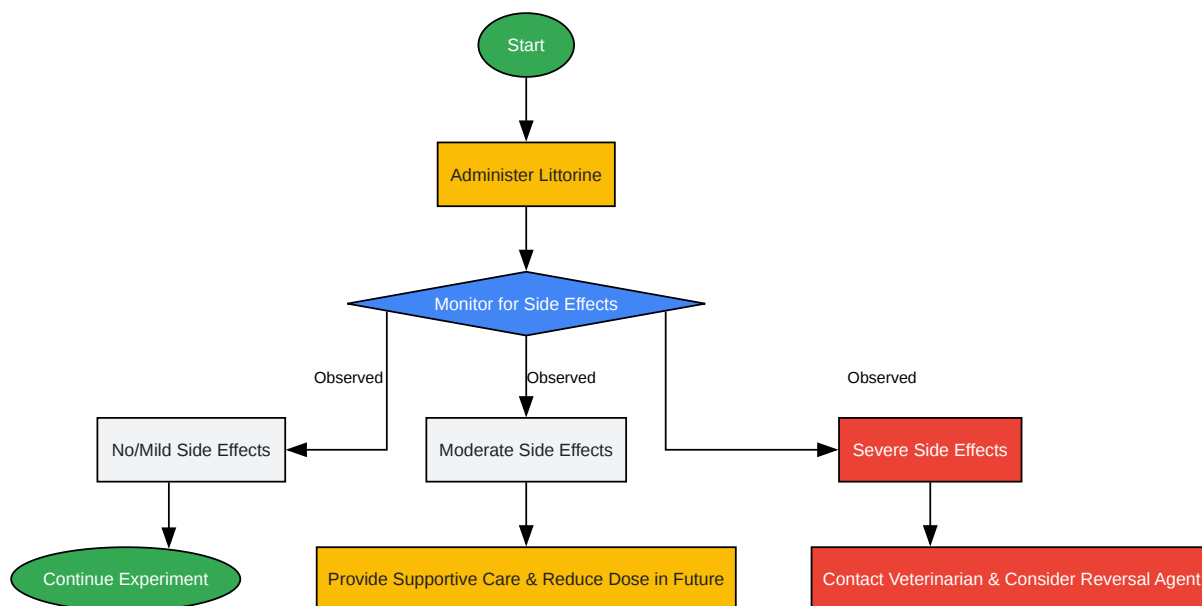 Start
Administer Littorine
Monitor for Side Effects
Observed
Observed
Observed
No/Mild Side Effects
Moderate Side Effects
Severe Side Effects
Continue Experiment
Provide Supportive Care & Reduce Dose in Future
Contact Veterinarian & Consider Reversal Agent